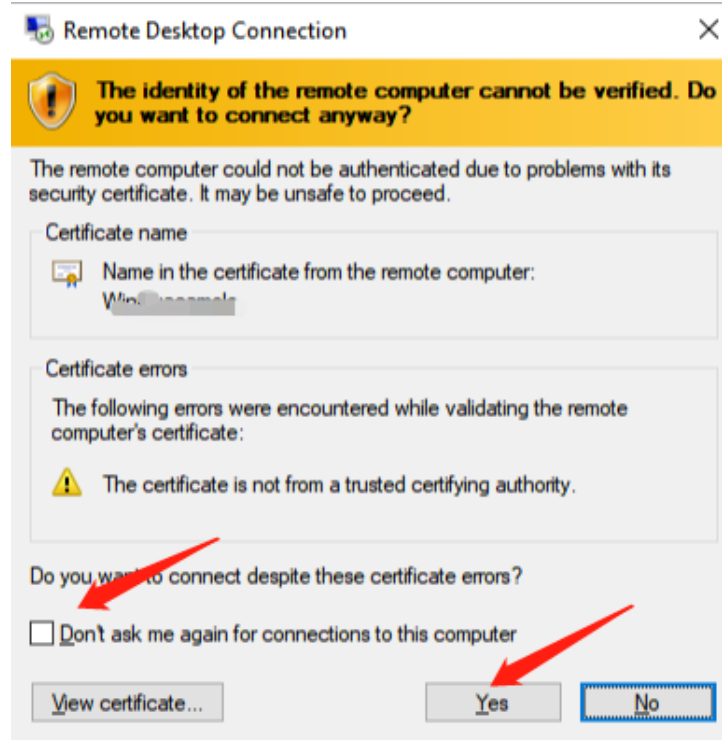 Remote Desktop Connection
The identity of the remote computer cannot be verified. Do
you want to connect anyway?
The remote computer could not be authenticated due to problems with its
security certificate. It may be unsafe to proceed.
Certificate name
Name in the certificate from the remote computer:
Certificate errors
The following errors were encountered while validating the remote
computer's certificate:
The certificate is not from a trusted certifying authority.
Do you want to connect despite these certificate errors?
Don't ask me again for connections to this computer
View certificate...
Yes
No